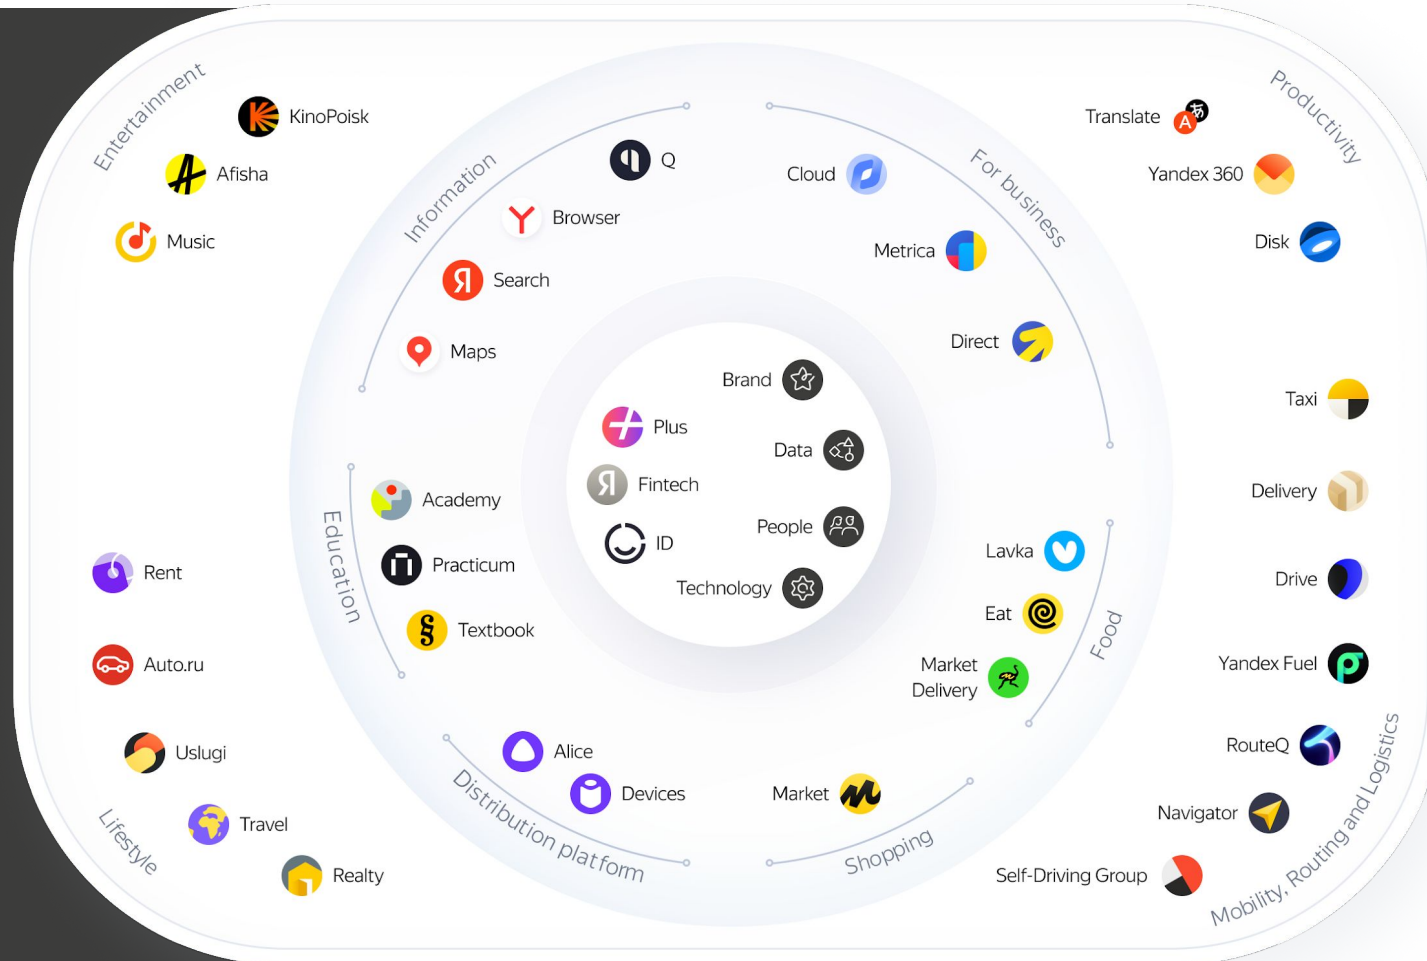 Entertainment
KinoPoisk
Afisha
Music
Information
Q
Browser
Search
Maps
For business
Cloud
Metrica
Direct
Productivity
Translate
A
あ
Yandex 360
Disk
Я
Brand
Plus
Data
Я
Fintech
People
ID
Technology
Education
Academy
Practicum
§
Textbook
Lavka
Eat
Market
Delivery
Food
Taxi
Delivery
Drive
Yandex Fuel
RouteQ
Navigator
Self-Driving Group
Mobility, Routing and Logistics
Rent
Auto.ru
Uslugi
Travel
Realty
Lifestyle
Alice
Devices
Distribution platform
Market
Shopping